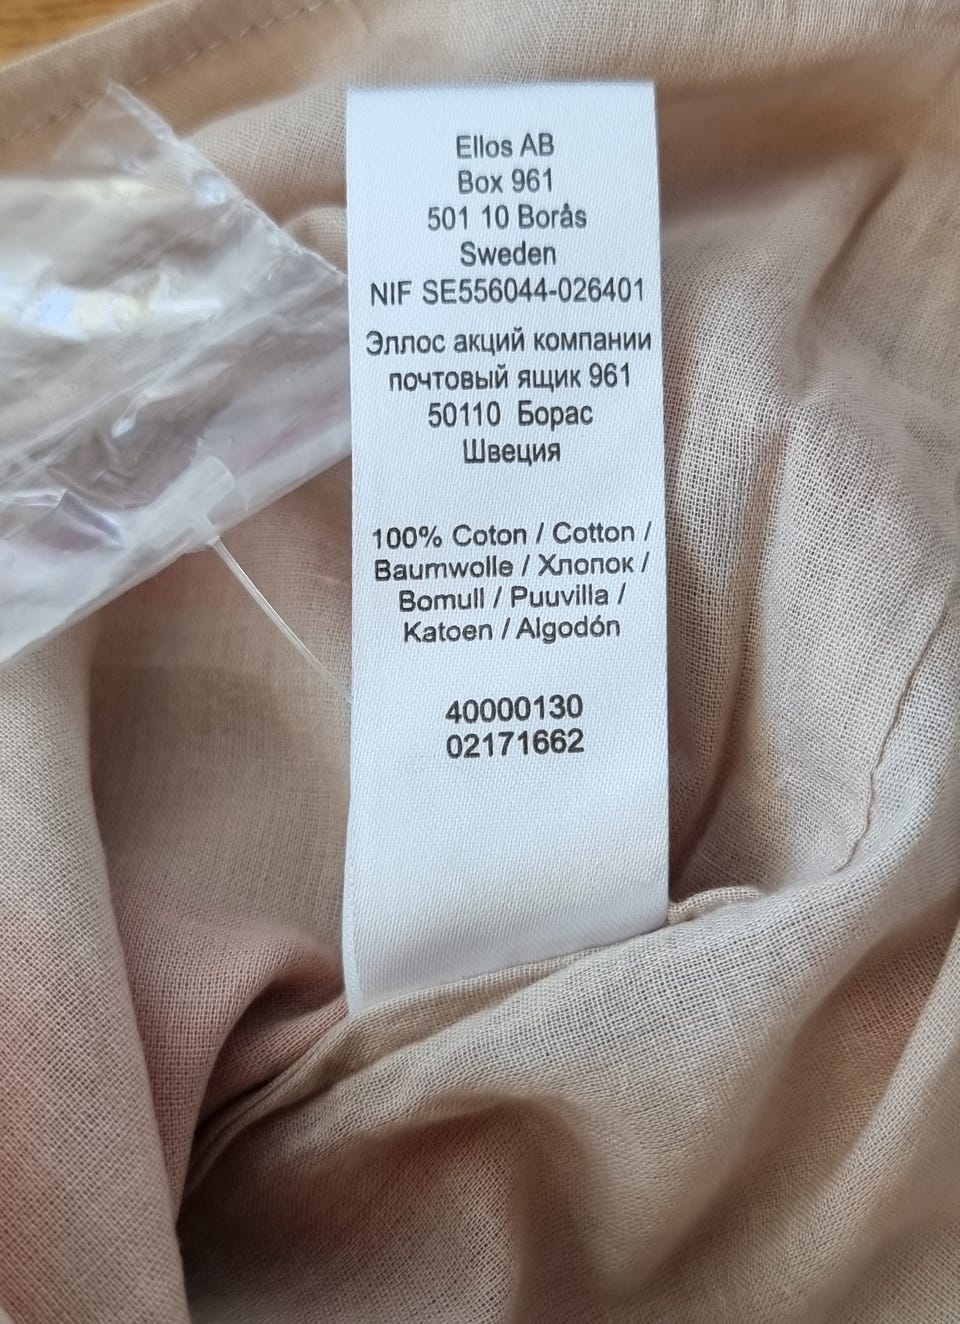 Ellos AB
Box 961
501 10 Borås
Sweden
NIF SE556044-026401
Эллос акций компании
почтовый ящик 961
50110 Борас
Швеция
100% Coton / Cotton /
Baumwolle / Хлопок /
Bomull / Puuvilla /
Katoen / Algodón
40000130
02171662